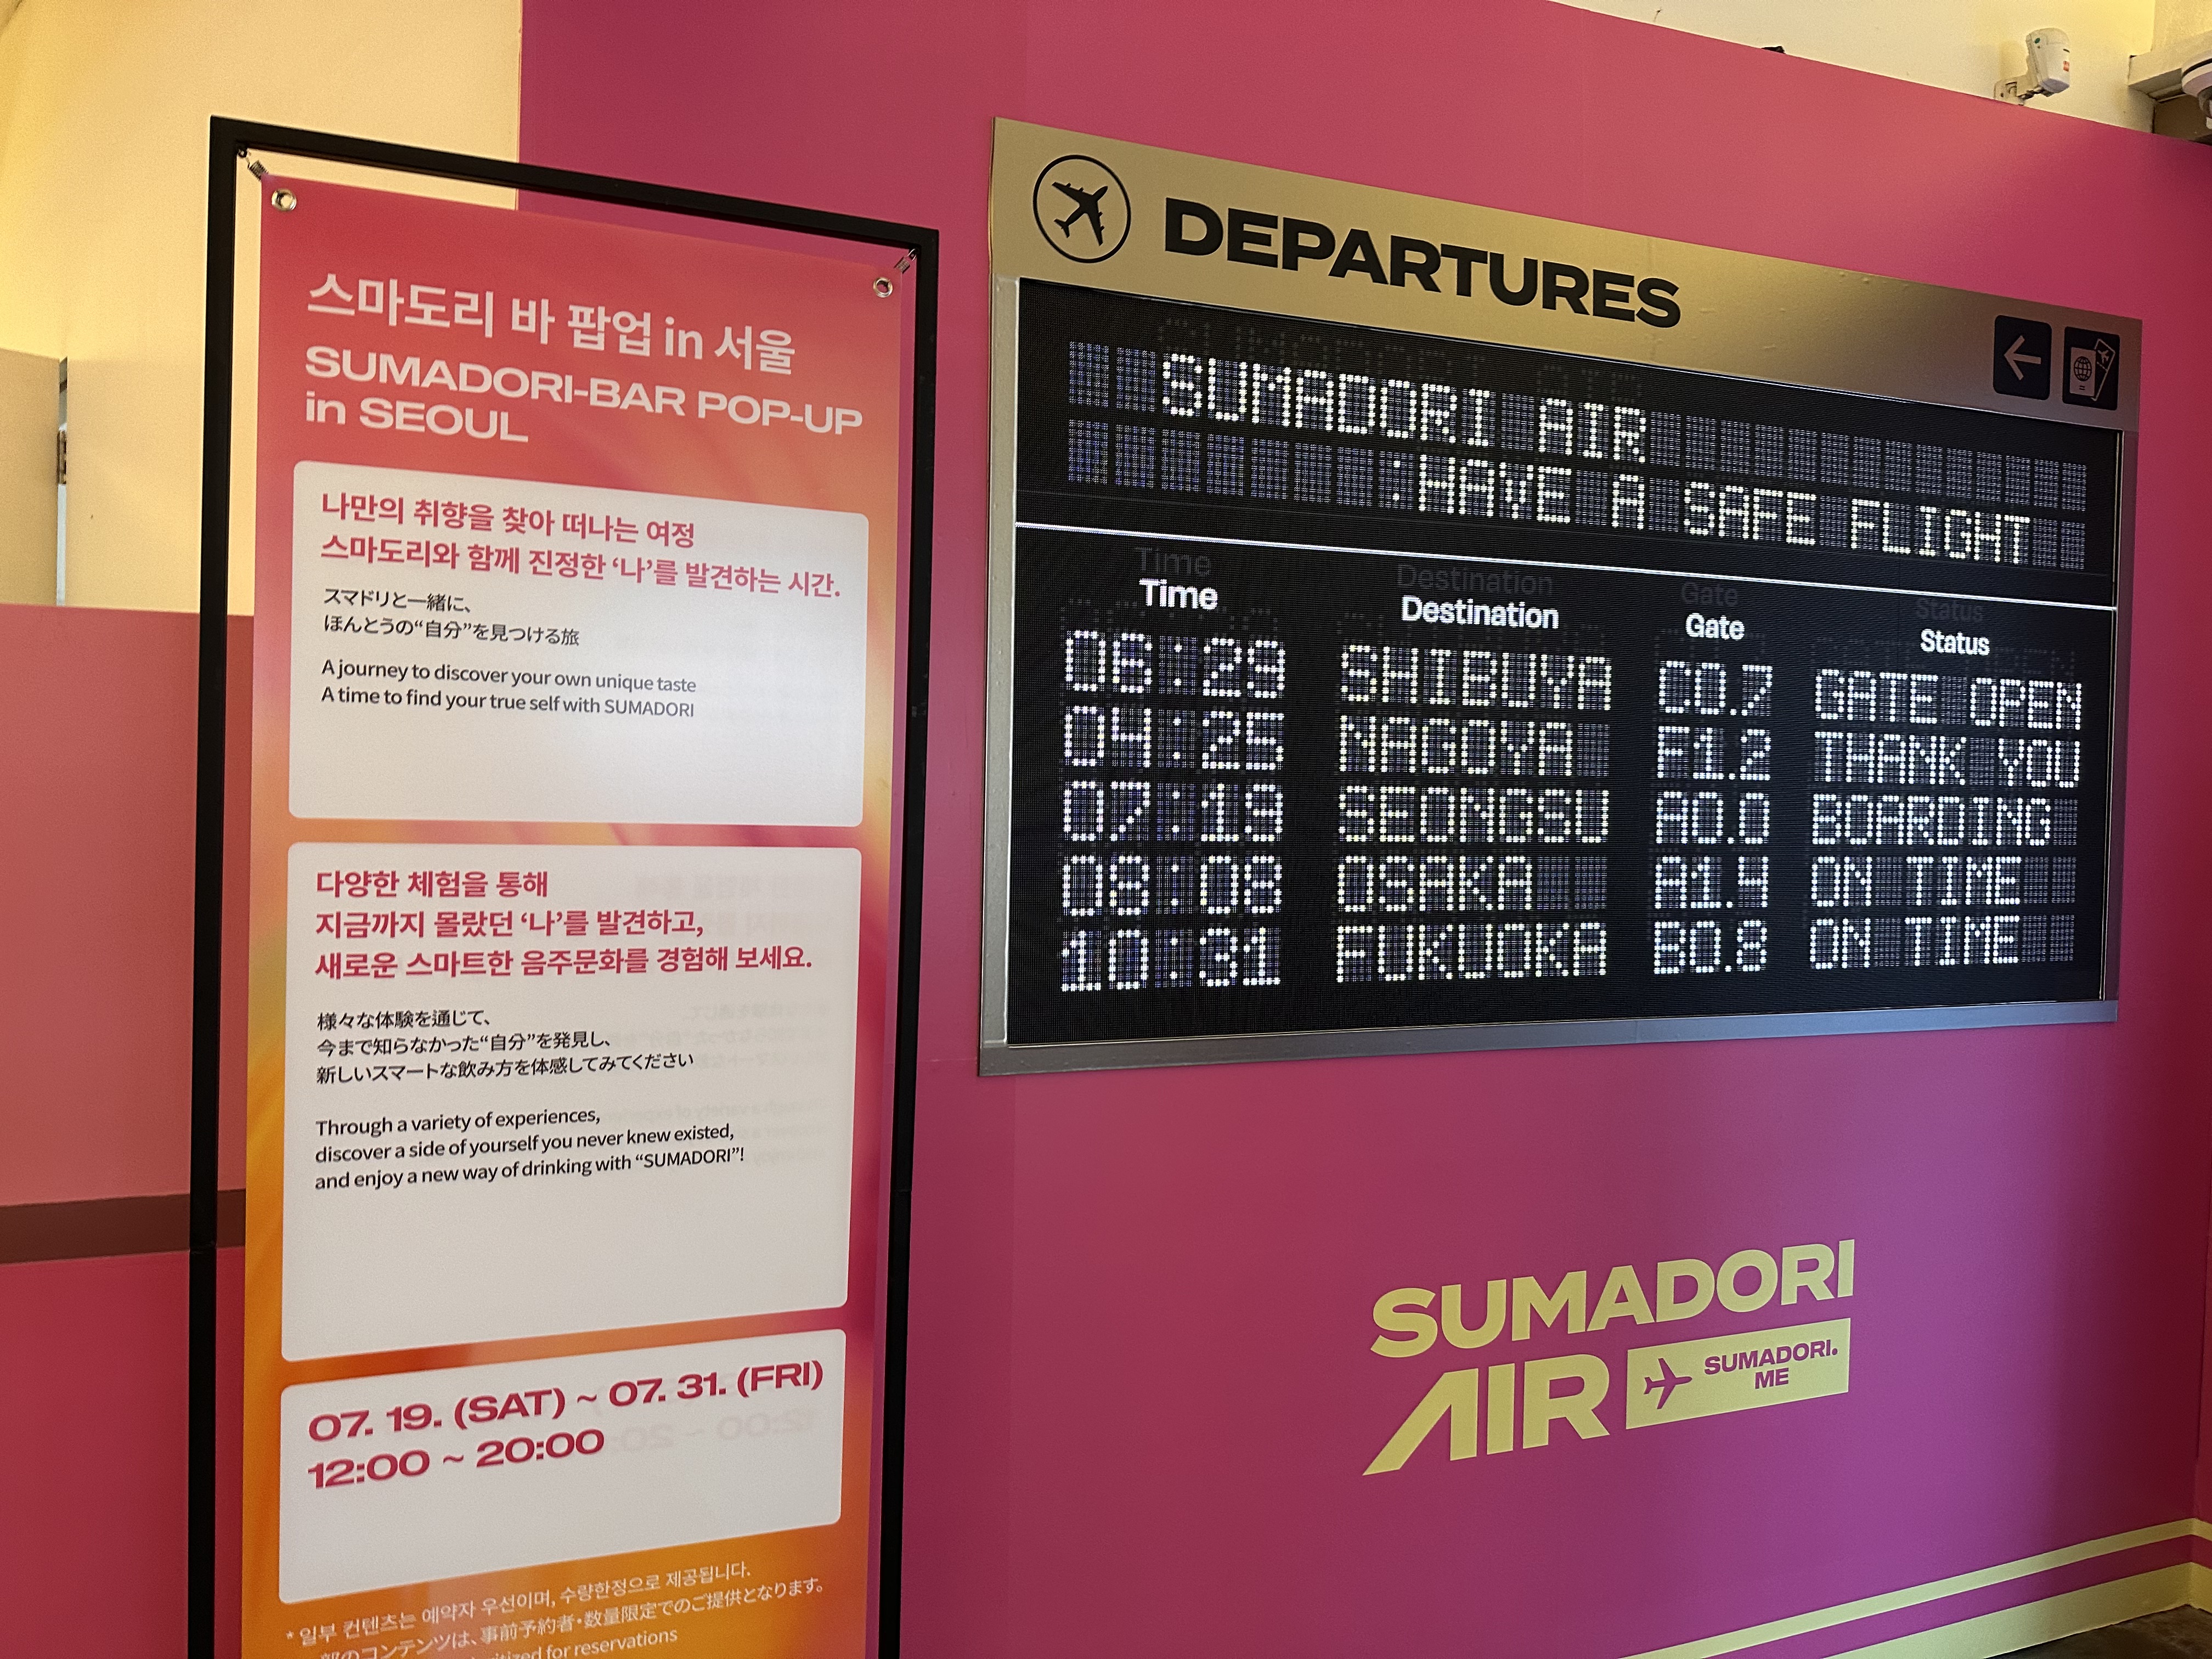 스마도리 바 팝업 in 서울
SUMADORI-BAR POP-UP
in SEOUL
나만의 취향을 찾아 떠나는 여정
스마도리와 함께 진정한 ‘나’를 발견하는 시간.
スマドリと一緒に、
ほんとうの“自分”を見つける旅
A journey to discover your own unique taste
A time to find your true self with SUMADORI
다양한 체험을 통해
지금까지 몰랐던 ‘나’를 발견하고,
새로운 스마트한 음주문화를 경험해 보세요.
様々な体験を通じて、
今まで知らなかった“自分”を発見し、
新しいスマートな飲み方を体感してみてください
Through a variety of experiences,
discover a side of yourself you never knew existed,
and enjoy a new way of drinking with “SUMADORI”!
07. 19. (SAT) ~ 07. 31. (FRI)
12:00 ~ 20:00
* 일부 컨텐츠는 예약자 우선이며, 수량한정으로 제공됩니다.
部のコンテンツは、事前予約者・数量限定でのご提供となります。
for reservations
DEPARTURES
SUMADORI AIR
:HAVE A SAFE FLIGHT
Time Destination Gate Status
06:29 SHIBUYA C0.7 GATE OPEN
04:25 NAGOYA F1.2 THANK YOU
07:19 SEONGSU A0.0 BOARDING
08:08 OSAKA A1.4 ON TIME
10:31 FUKUOKA B0.8 ON TIME
SUMADORI
AIR
SUMADORI.
ME